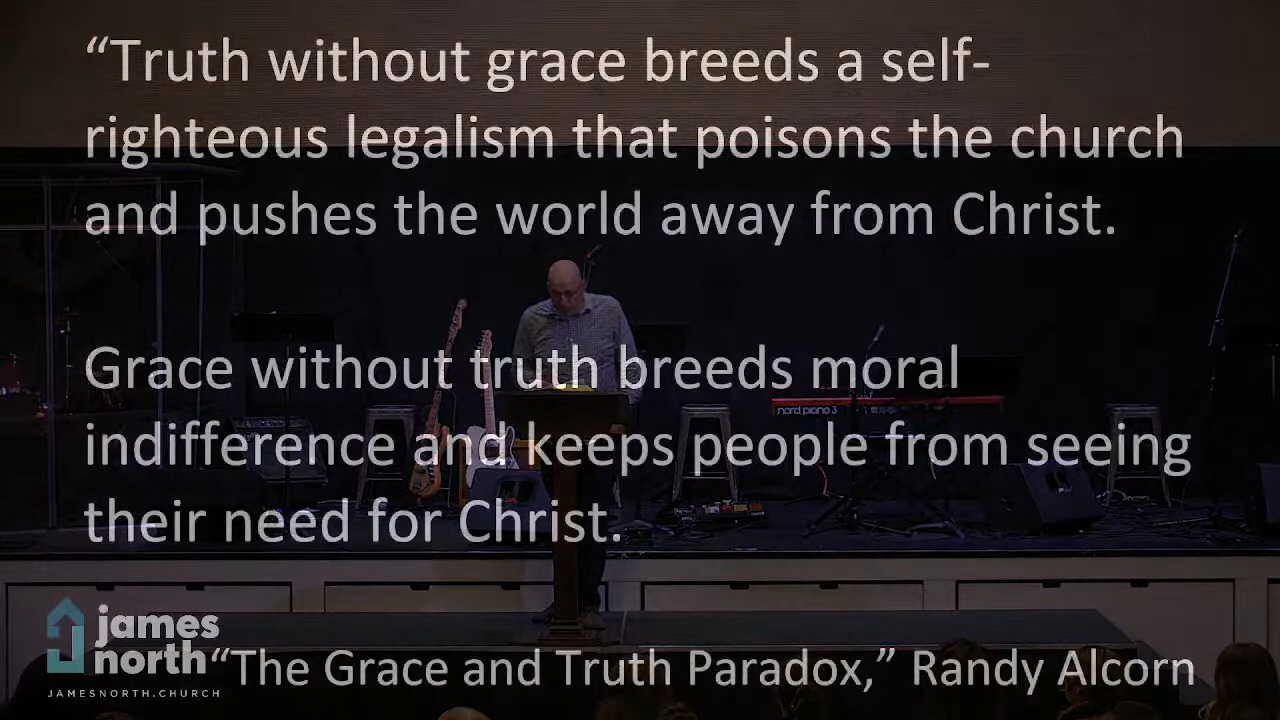 “Truth without grace breeds a self-
righteous legalism that poisons the church
and pushes the world away from Christ.
Grace without truth breeds moral
indifference and keeps people from seeing
their need for Christ.
“The Grace and Truth Paradox,” Randy Alcorn
nord piano 3
james
north
JAMESNORTH.CHURCH